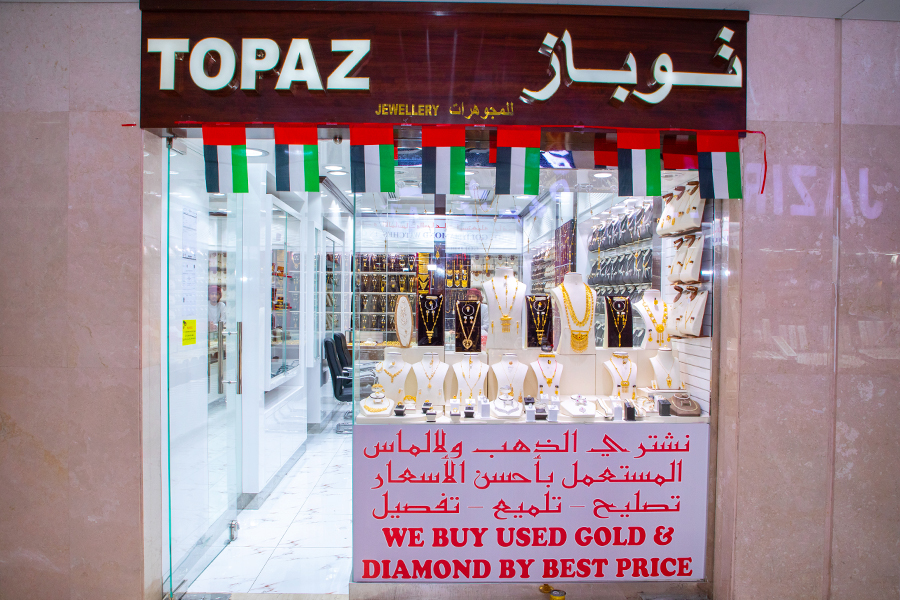 TOPAZ توباز
JEWELLERY للمجوهرات
نشتري الذهب ولالماس
المستعمل بأحسن الأسعار
تصليح - تلميع - تفصيل
WE BUY USED GOLD &
DIAMOND BY BEST PRICE